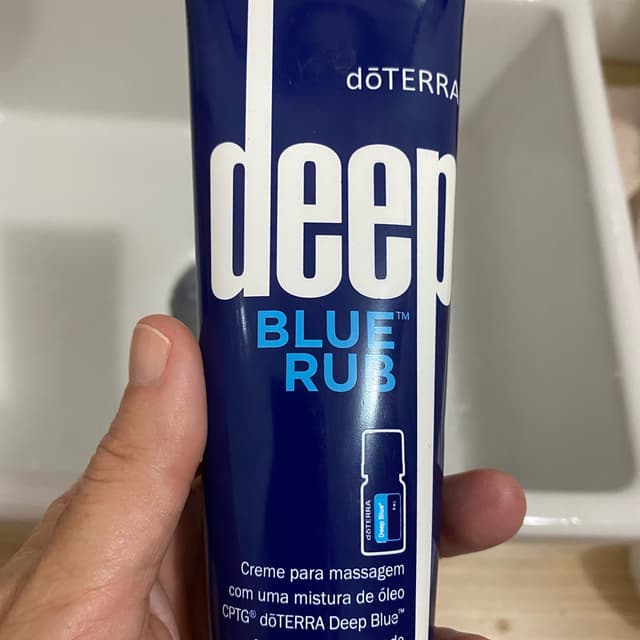 dōTERRA
deep
BLUE™
RUB
dōTERRA
Deep Blue®
Creme para massagem
com uma mistura de óleo
CPTG® dōTERRA Deep Blue™